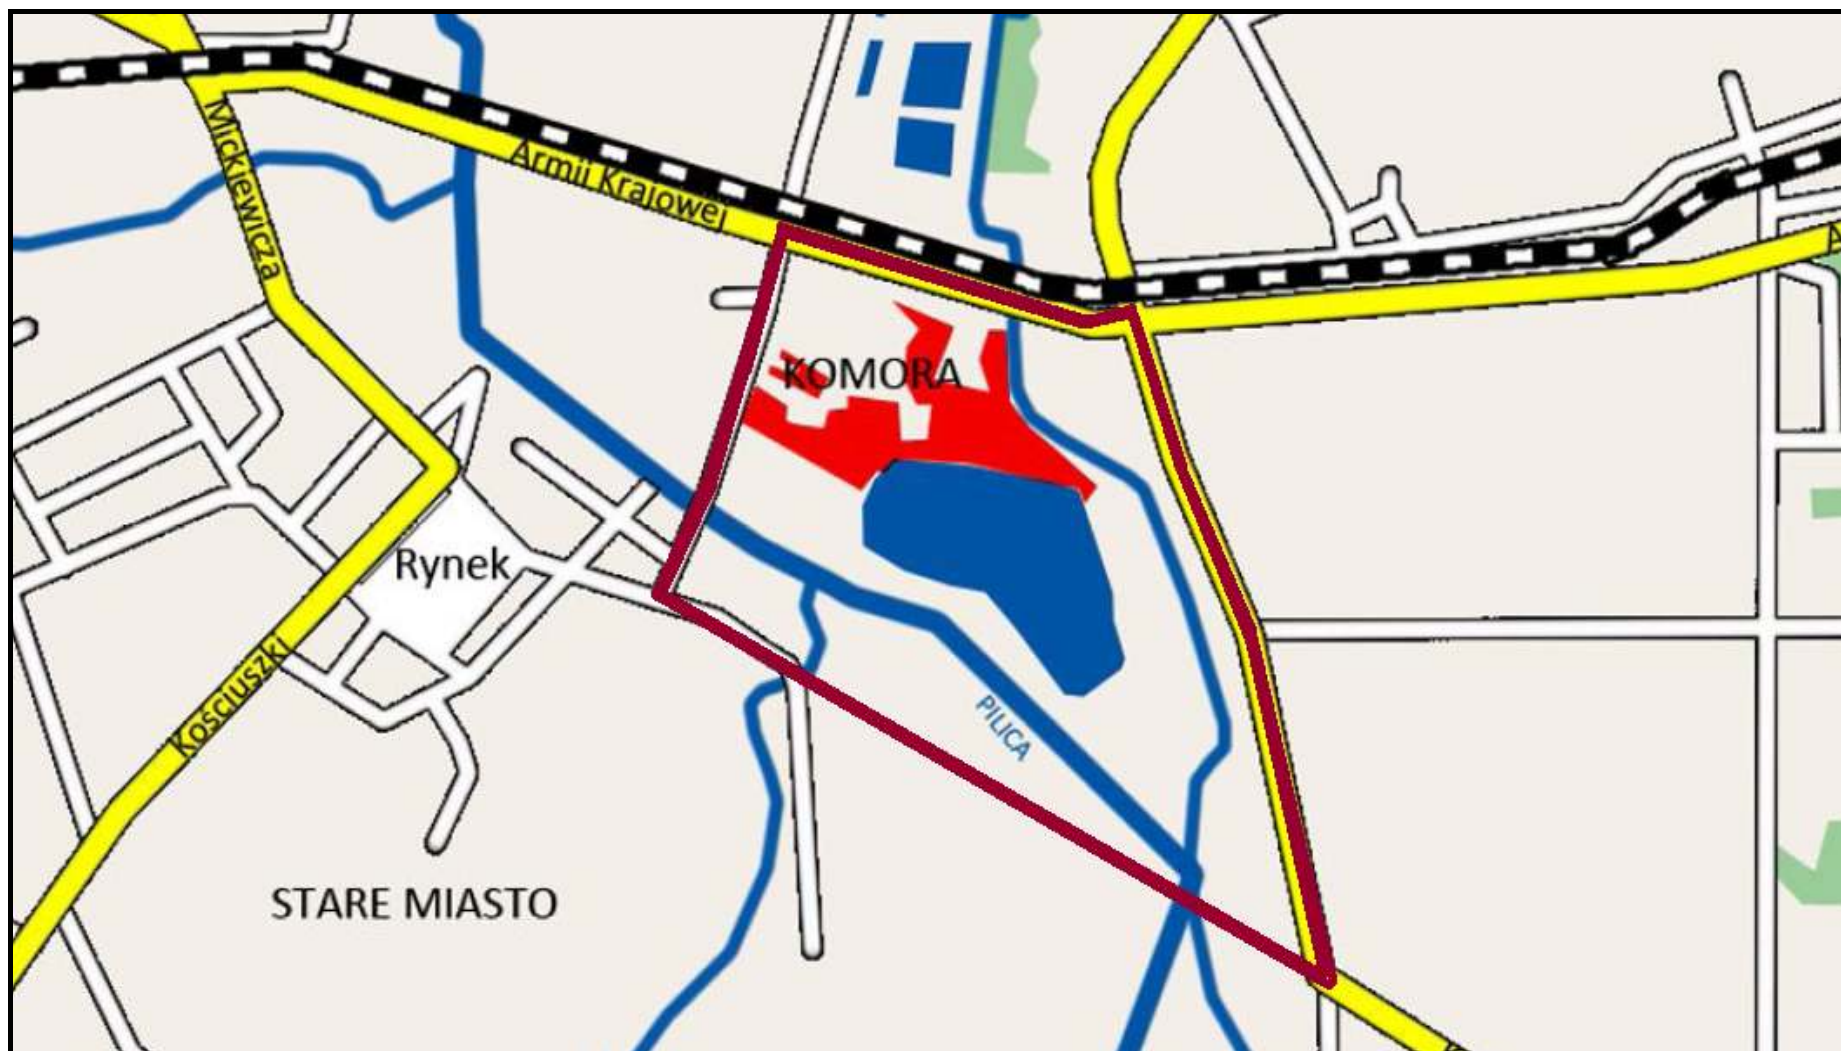 Armii Krajowej
Mickiewicza
KOMORA
Rynek
Kościuszki
PILICA
STARE MIASTO